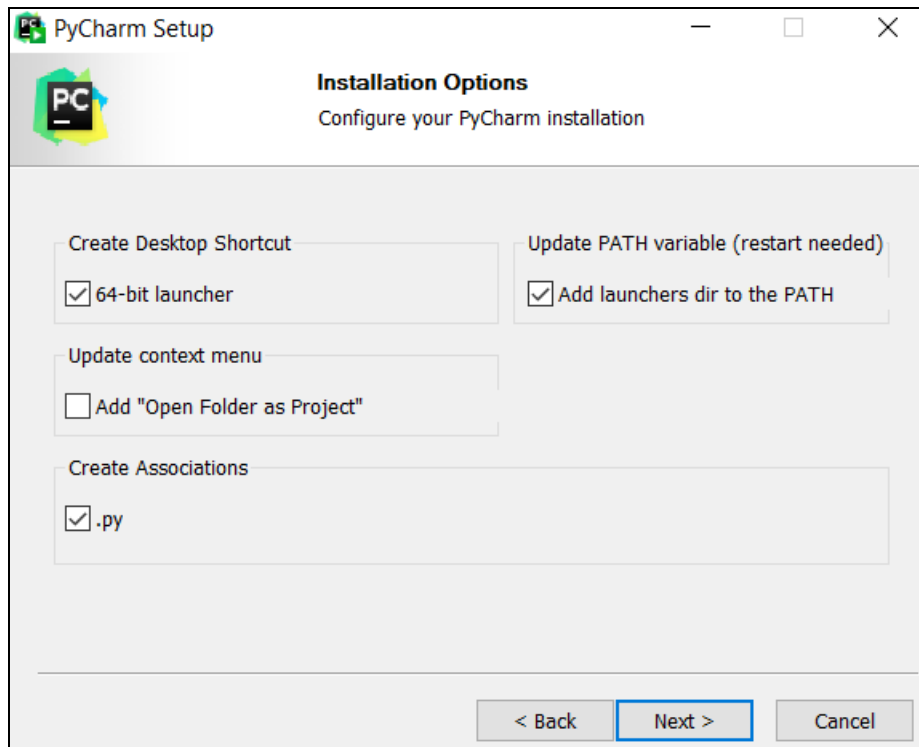 PyCharm Setup
PC
Installation Options
Configure your PyCharm installation
Create Desktop Shortcut
64-bit launcher
Update PATH variable (restart needed)
Add launchers dir to the PATH
Update context menu
Add "Open Folder as Project"
Create Associations
.py
< Back
Next >
Cancel